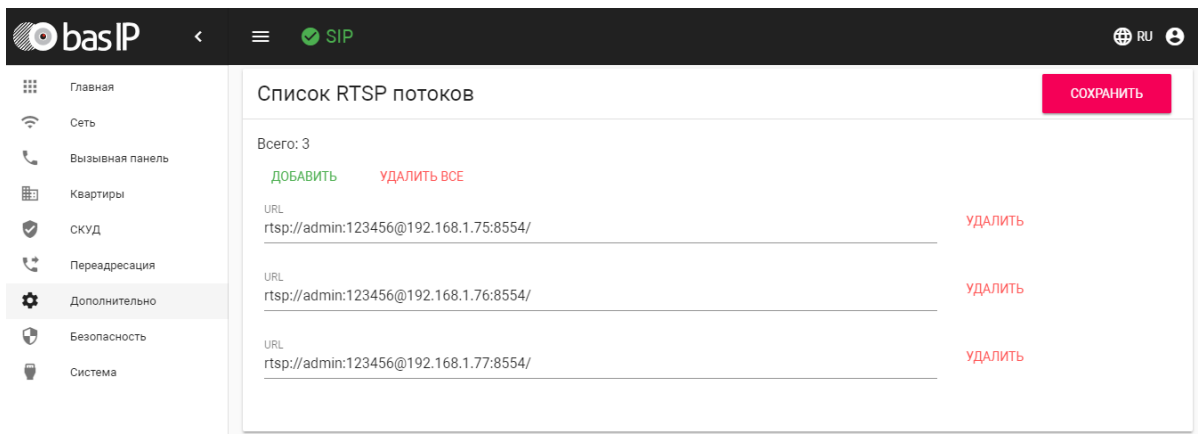 basIP
SIP
RU
Главная
Сеть
Вызывная панель
Квартиры
СКУД
Переадресация
Дополнительно
Безопасность
Система
Список RTSP потоков
СОХРАНИТЬ
Всего: 3
ДОБАВИТЬ УДАЛИТЬ ВСЕ
URL
rtsp://admin:123456@192.168.1.75:8554/
УДАЛИТЬ
URL
rtsp://admin:123456@192.168.1.76:8554/
УДАЛИТЬ
URL
rtsp://admin:123456@192.168.1.77:8554/
УДАЛИТЬ